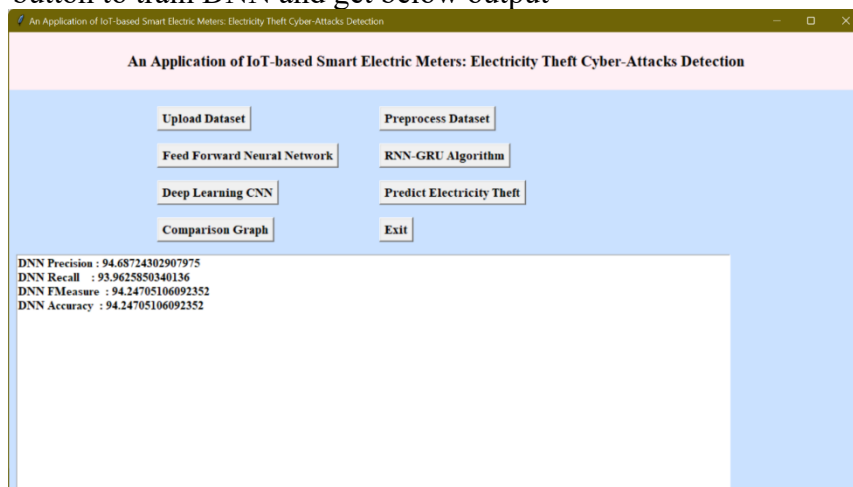 button to train DNN and get below output
An Application of IoT-based Smart Electric Meters: Electricity Theft Cyber-Attacks Detection
An Application of IoT-based Smart Electric Meters: Electricity Theft Cyber-Attacks Detection
Upload Dataset Preprocess Dataset
Feed Forward Neural Network RNN-GRU Algorithm
Deep Learning CNN Predict Electricity Theft
Comparison Graph Exit
DNN Precision : 94.68724302907975
DNN Recall : 93.9625850340136
DNN FMeasure : 94.24705106092352
DNN Accuracy : 94.24705106092352